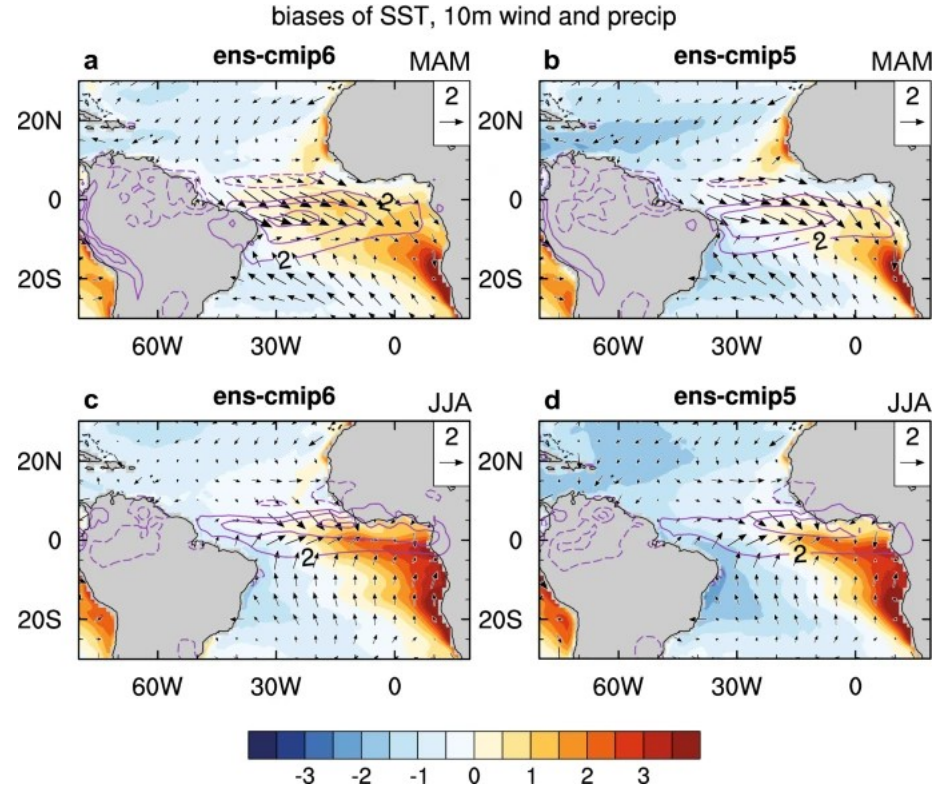 biases of SST, 10m wind and precip
a ens-cmip6 MAM
b ens-cmip5 MAM
2
2
20N
20N
0
0
20S
20S
2
2
2
60W 30W 0
60W 30W 0
c ens-cmip6 JJA
d ens-cmip5 JJA
2
2
20N
20N
0
0
20S
20S
2
2
60W 30W 0
60W 30W 0
-3 -2 -1 0 1 2 3